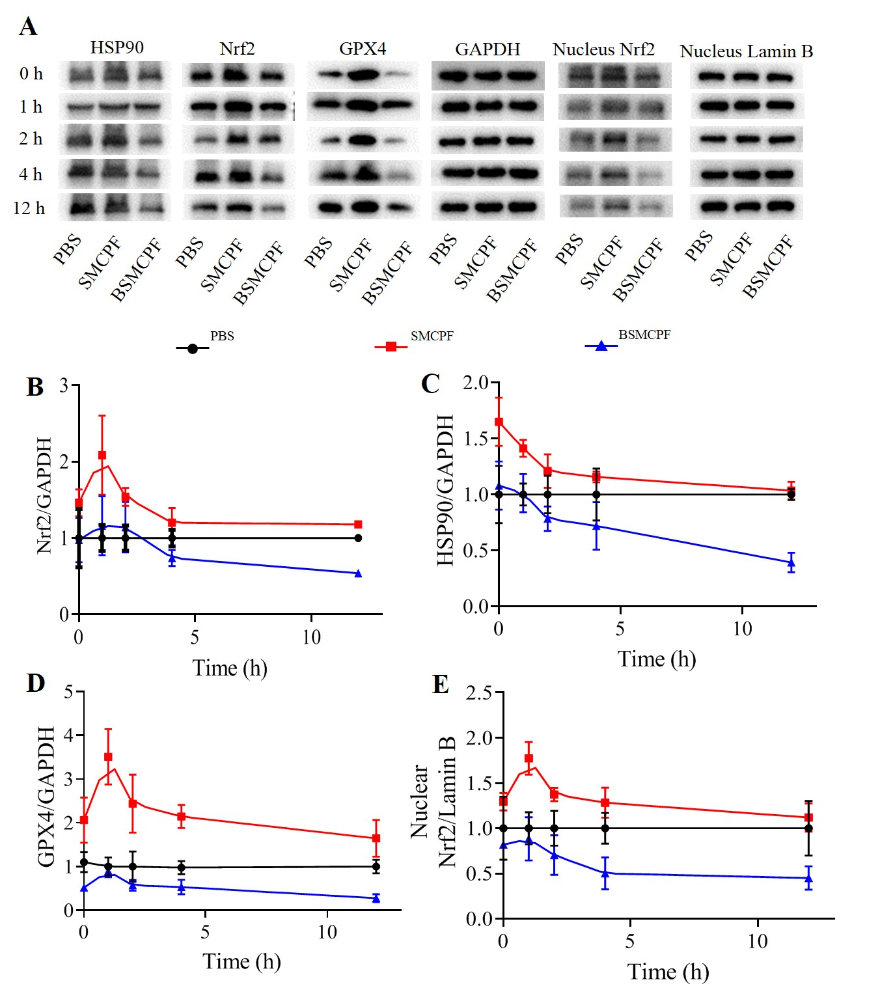 A
HSP90 Nrf2 GPX4 GAPDH Nucleus Nrf2 Nucleus Lamin B
0 h
1 h
2 h
4 h
12 h
PBS SMCPF BSMCPF PBS SMCPF BSMCPF PBS SMCPF BSMCPF PBS SMCPF BSMCPF PBS SMCPF BSMCPF PBS SMCPF BSMCPF
PBS SMCPF BSMCPF
B
Nrf2/GAPDH
3
2
1
0
0 5 10
Time (h)
C
HSP90/GAPDH
2.0
1.5
1.0
0.5
0.0
0 5 10
Time (h)
D
GPX4/GAPDH
5
4
3
2
1
0
0 5 10
Time (h)
E
Nuclear
Nrf2/Lamin B
2.5
2.0
1.5
1.0
0.5
0.0
0 5 10
Time (h)